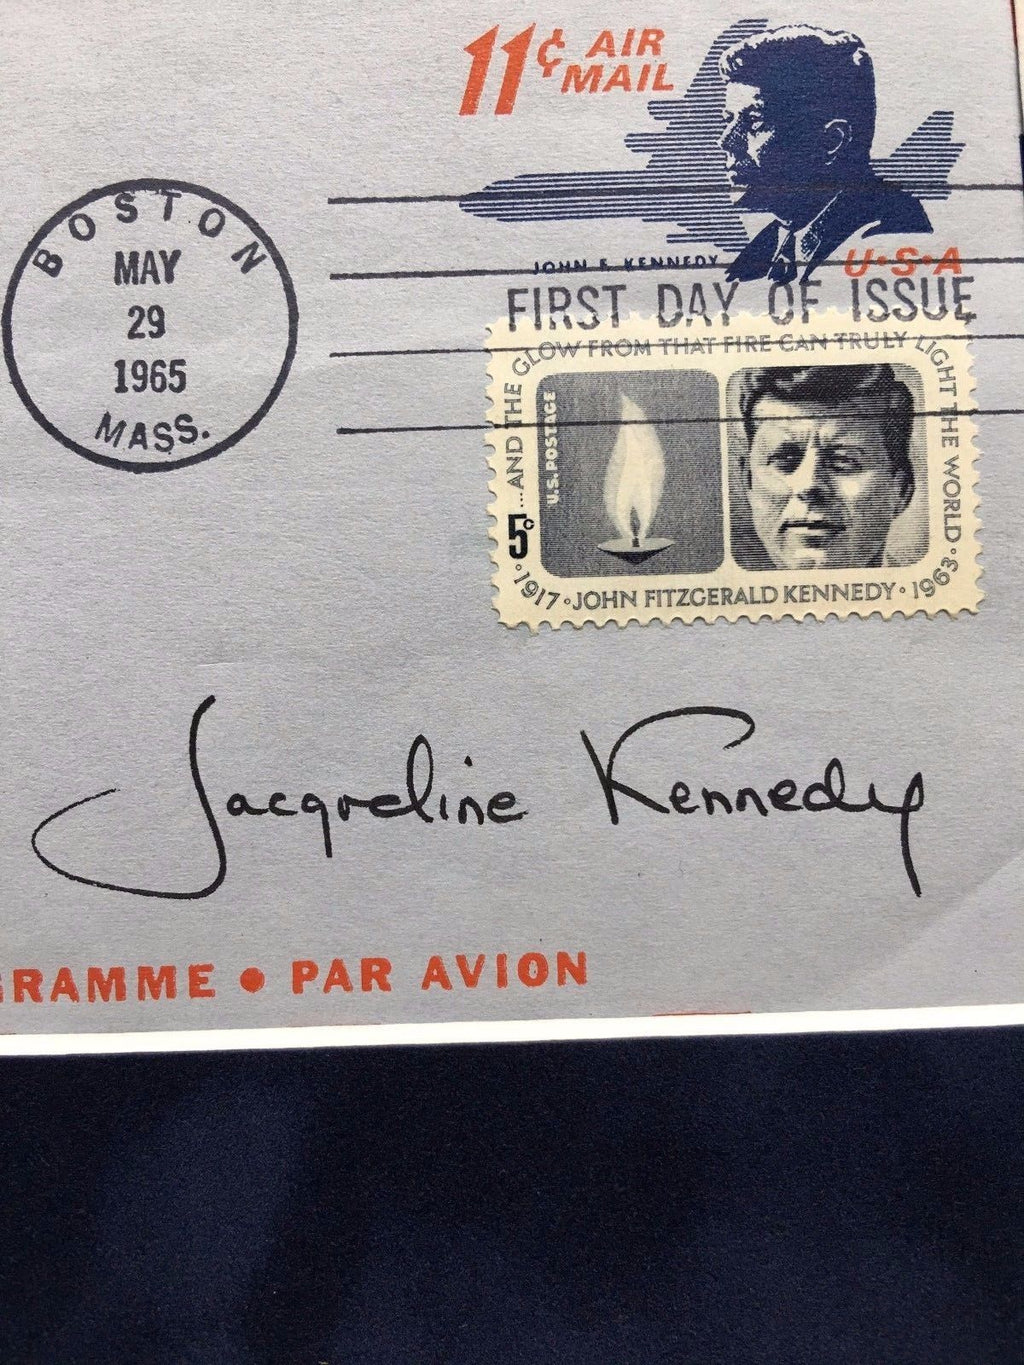 11¢ AIR MAIL
JOHN F. KENNEDY
U·S·A
BOSTON
MAY
29
1965
MASS.
FIRST DAY OF ISSUE
...AND THE GLOW FROM THAT FIRE CAN TRULY LIGHT THE WORLD
U.S. POSTAGE
5c
1917 · JOHN FITZGERALD KENNEDY · 1963
Jacqueline Kennedy
GRAMME • PAR AVION